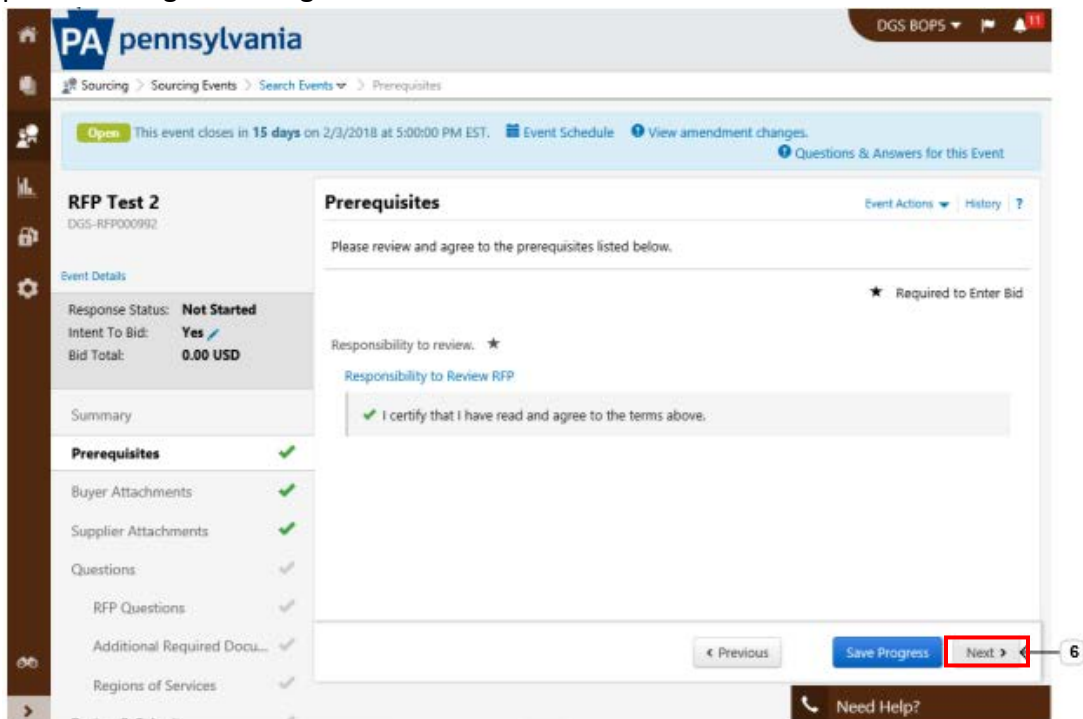 PA pennsylvania
DGS BOPS
11
Sourcing > Sourcing Events > Search Events > Prerequisites
Open This event closes in 15 days on 2/3/2018 at 5:00:00 PM EST. Event Schedule View amendment changes.
Questions & Answers for this Event
RFP Test 2
DGS-RFP000992
Event Details
Response Status: Not Started
Intent To Bid: Yes
Bid Total: 0.00 USD
Summary
Prerequisites
Buyer Attachments
Supplier Attachments
Questions
RFP Questions
Additional Required Docu...
Regions of Services
Prerequisites
Event Actions | History | ?
Please review and agree to the prerequisites listed below.
★ Required to Enter Bid
Responsibility to review. ★
Responsibility to Review RFP
✔ I certify that I have read and agree to the terms above.
< Previous
Save Progress
Next >
6
Need Help?